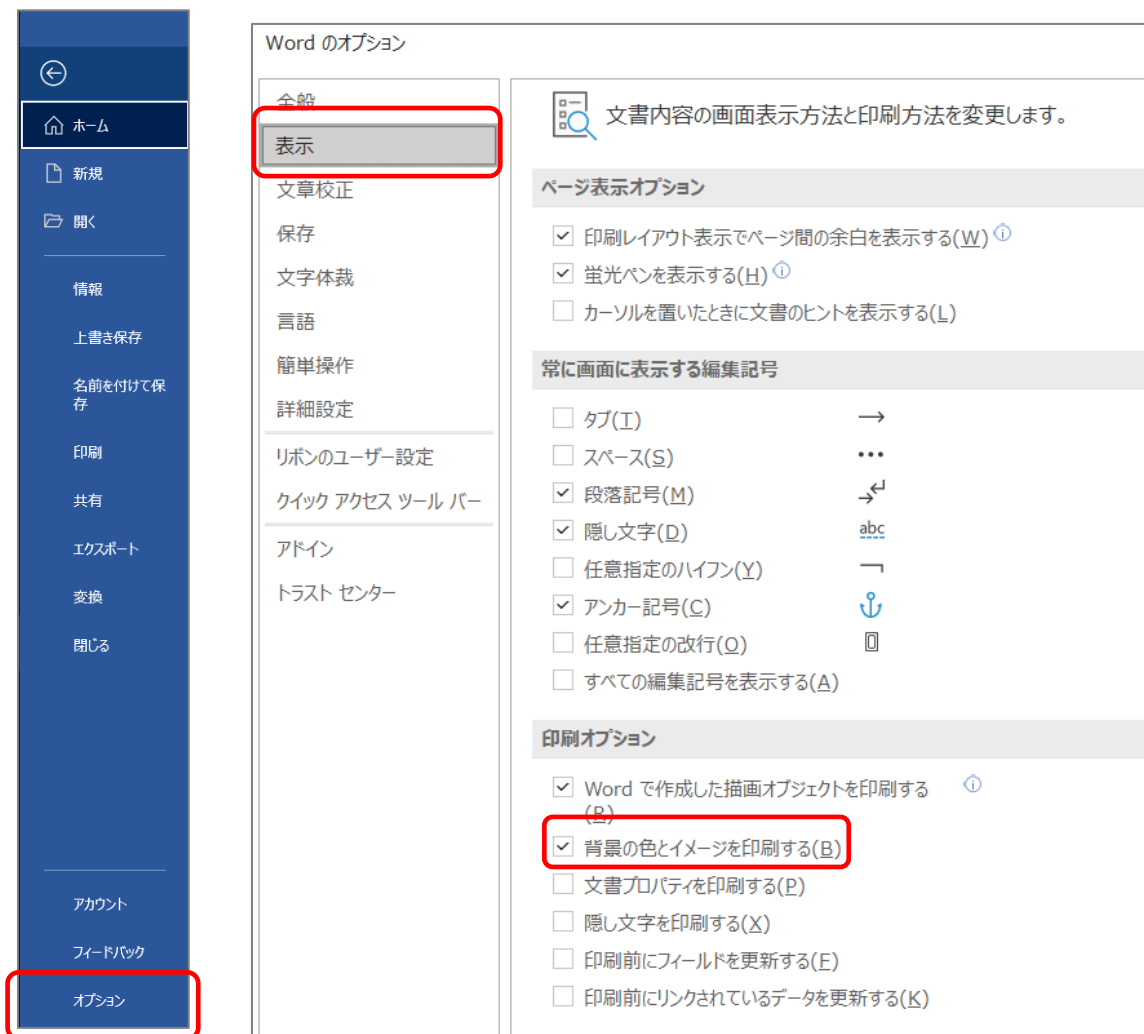 ホーム
新規
開く
情報
上書き保存
名前を付けて保
存
印刷
共有
エクスポート
変換
閉じる
アカウント
フィードバック
オプション
Word のオプション
全般
表示
文章校正
保存
文字体裁
言語
簡単操作
詳細設定
リボンのユーザー設定
クイック アクセス ツール バー
アドイン
トラスト センター
文書内容の画面表示方法と印刷方法を変更します。
ページ表示オプション
印刷レイアウト表示でページ間の余白を表示する(W)
蛍光ペンを表示する(H)
カーソルを置いたときに文書のヒントを表示する(L)
常に画面に表示する編集記号
タブ(T) →
スペース(S) •••
段落記号(M)
隠し文字(D) abc
任意指定のハイフン(Y)
アンカー記号(C)
任意指定の改行(O)
すべての編集記号を表示する(A)
印刷オプション
Word で作成した描画オブジェクトを印刷する
(R)
背景の色とイメージを印刷する(B)
文書プロパティを印刷する(P)
隠し文字を印刷する(X)
印刷前にフィールドを更新する(F)
印刷前にリンクされているデータを更新する(K)